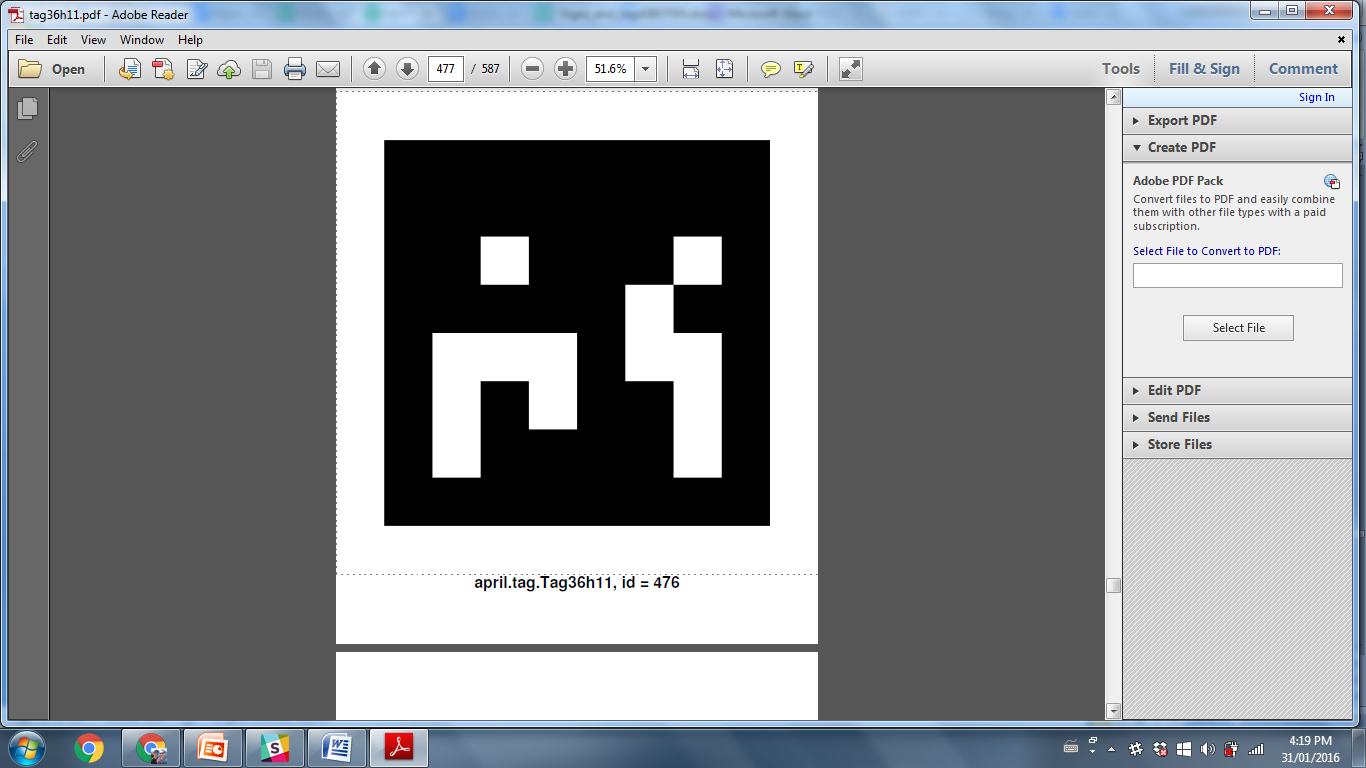 tag36h11.pdf - Adobe Reader
File Edit View Window Help
Open 477 / 587 51.6% Tools Fill & Sign Comment
Sign In
Export PDF
Create PDF
Adobe PDF Pack
Convert files to PDF and easily combine
them with other file types with a paid
subscription.
Select File to Convert to PDF:
Select File
Edit PDF
Send Files
Store Files
april.tag.Tag36h11, id = 476
4:19 PM
31/01/2016